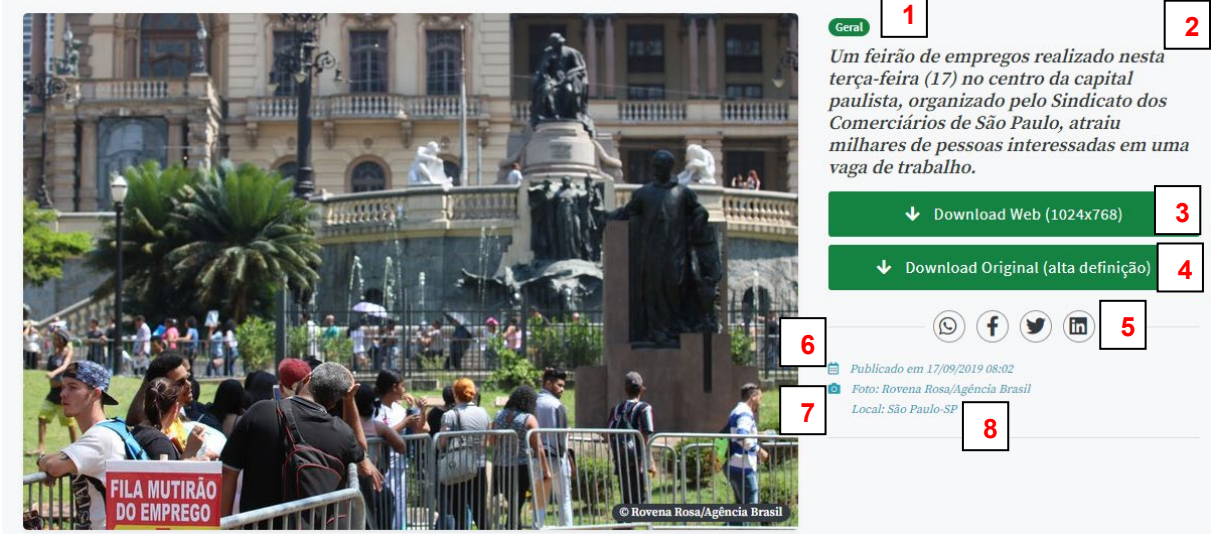 1
2
Geral
Um feirão de empregos realizado nesta
terça-feira (17) no centro da capital
paulista, organizado pelo Sindicato dos
Comerciários de São Paulo, atraiu
milhares de pessoas interessadas em uma
vaga de trabalho.
Download Web (1024x768)
3
Download Original (alta definição)
4
5
6
Publicado em 17/09/2019 08:02
7
Foto: Rovena Rosa/Agência Brasil
Local: São Paulo-SP
8
FILA MUTIRÃO
DO EMPREGO
© Rovena Rosa/Agência Brasil